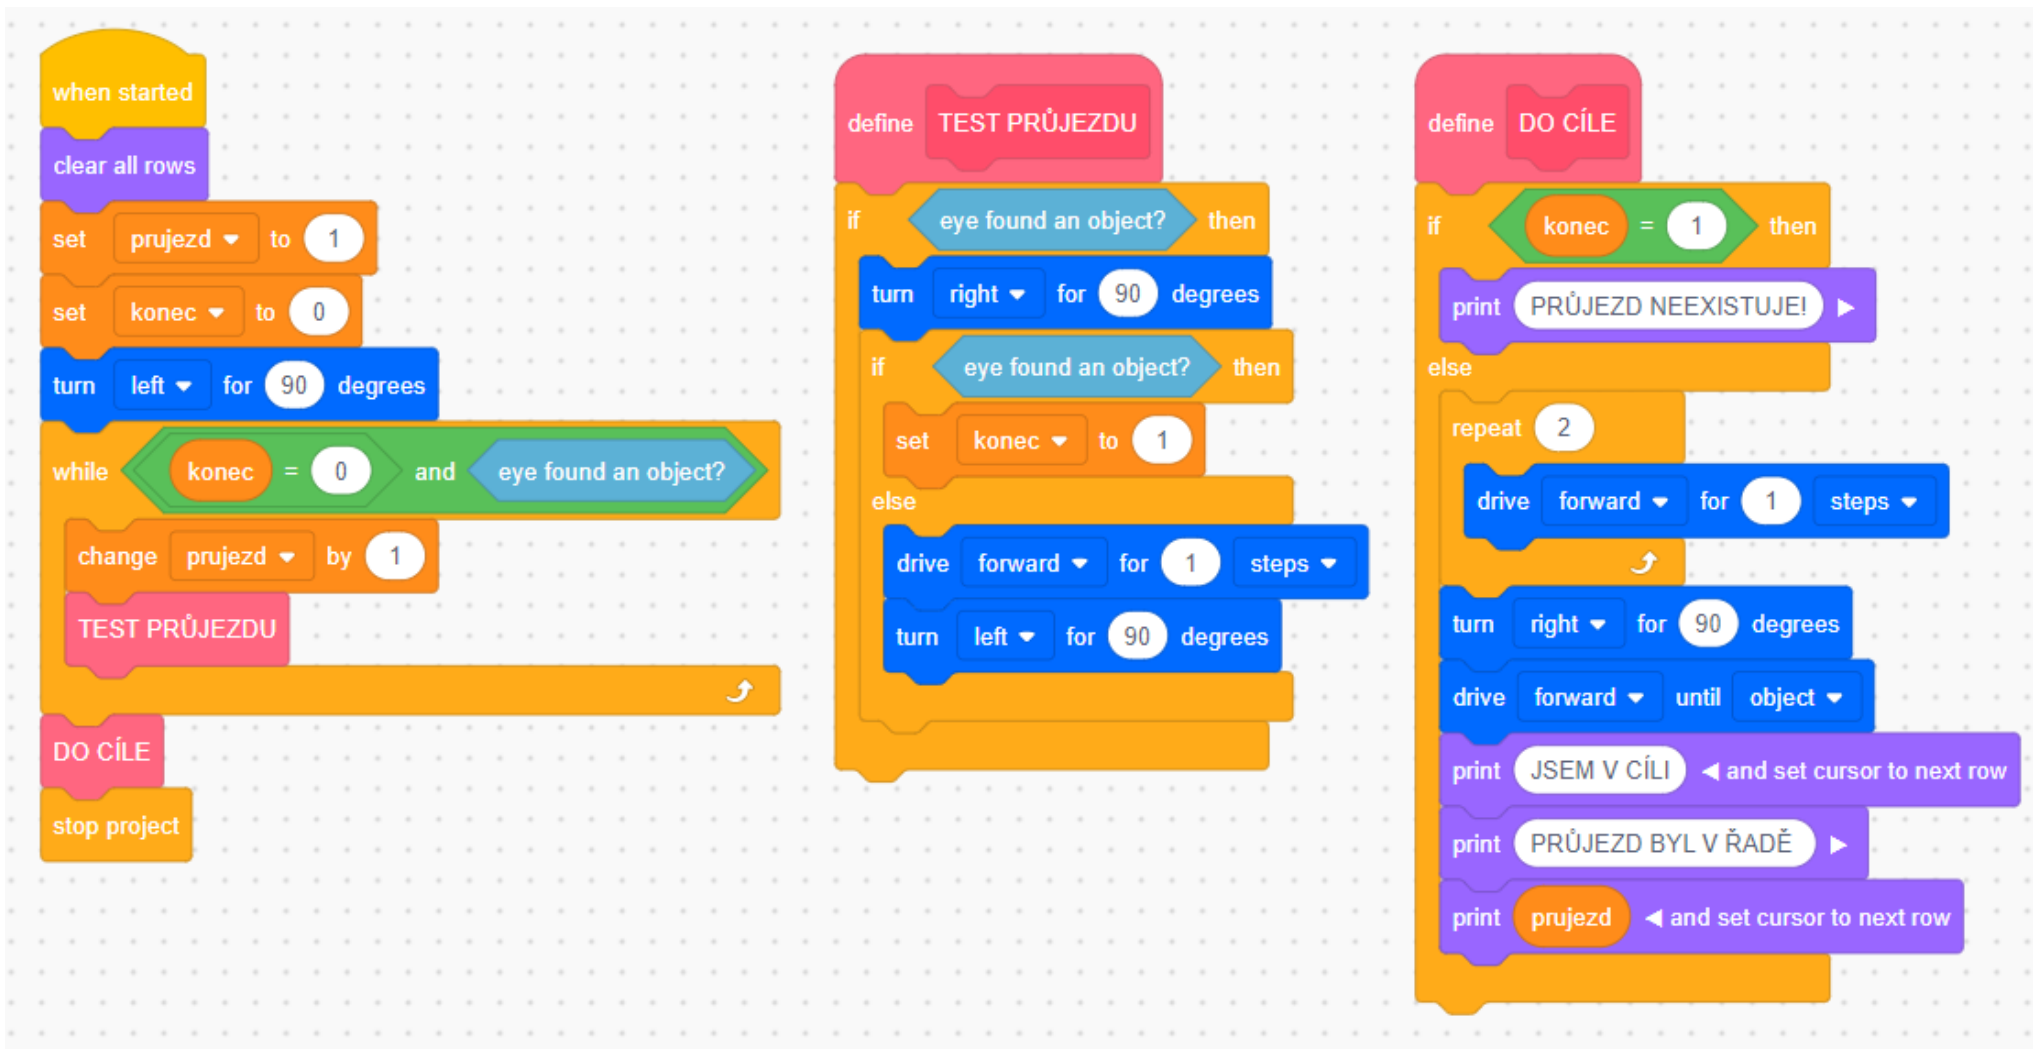 when started
clear all rows
set prujezd to 1
set konec to 0
turn left for 90 degrees
while konec = 0 and eye found an object?
change prujezd by 1
TEST PRŮJEZDU
DO CÍLE
stop project
define TEST PRŮJEZDU
if eye found an object? then
turn right for 90 degrees
if eye found an object? then
set konec to 1
else
drive forward for 1 steps
turn left for 90 degrees
define DO CÍLE
if konec = 1 then
print PRŮJEZD NEEXISTUJE!
else
repeat 2
drive forward for 1 steps
turn right for 90 degrees
drive forward until object
print JSEM V CÍLI and set cursor to next row
print PRŮJEZD BYL V ŘADĚ
print prujezd and set cursor to next row